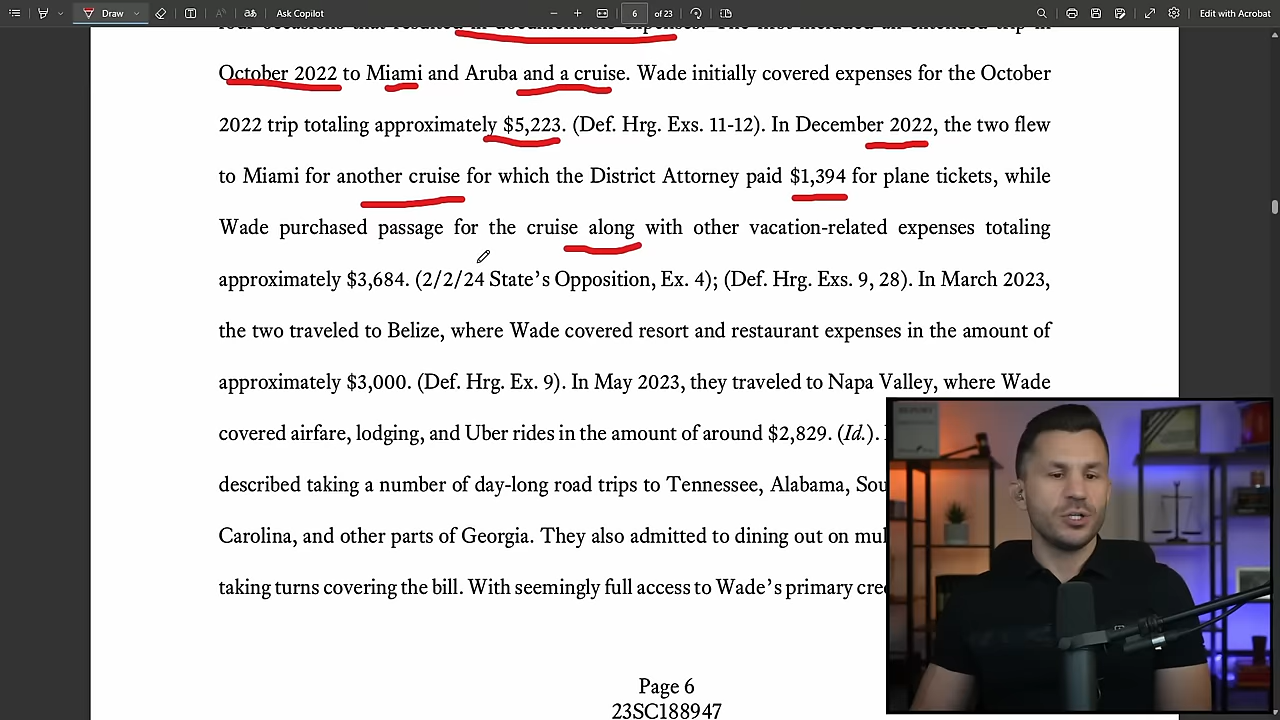 Draw
Ask Copilot
6 of 23
Edit with Acrobat
October 2022 to Miami and Aruba and a cruise. Wade initially covered expenses for the October
2022 trip totaling approximately $5,223. (Def. Hrg. Exs. 11-12). In December 2022, the two flew
to Miami for another cruise for which the District Attorney paid $1,394 for plane tickets, while
Wade purchased passage for the cruise along with other vacation-related expenses totaling
approximately $3,684. (2/2/24 State’s Opposition, Ex. 4); (Def. Hrg. Exs. 9, 28). In March 2023,
the two traveled to Belize, where Wade covered resort and restaurant expenses in the amount of
approximately $3,000. (Def. Hrg. Ex. 9). In May 2023, they traveled to Napa Valley, where Wade
covered airfare, lodging, and Uber rides in the amount of around $2,829. (Id.).
described taking a number of day-long road trips to Tennessee, Alabama,
Carolina, and other parts of Georgia. They also admitted to dining out on
taking turns covering the bill. With seemingly full access to Wade’s primary
Page 6
23SC188947